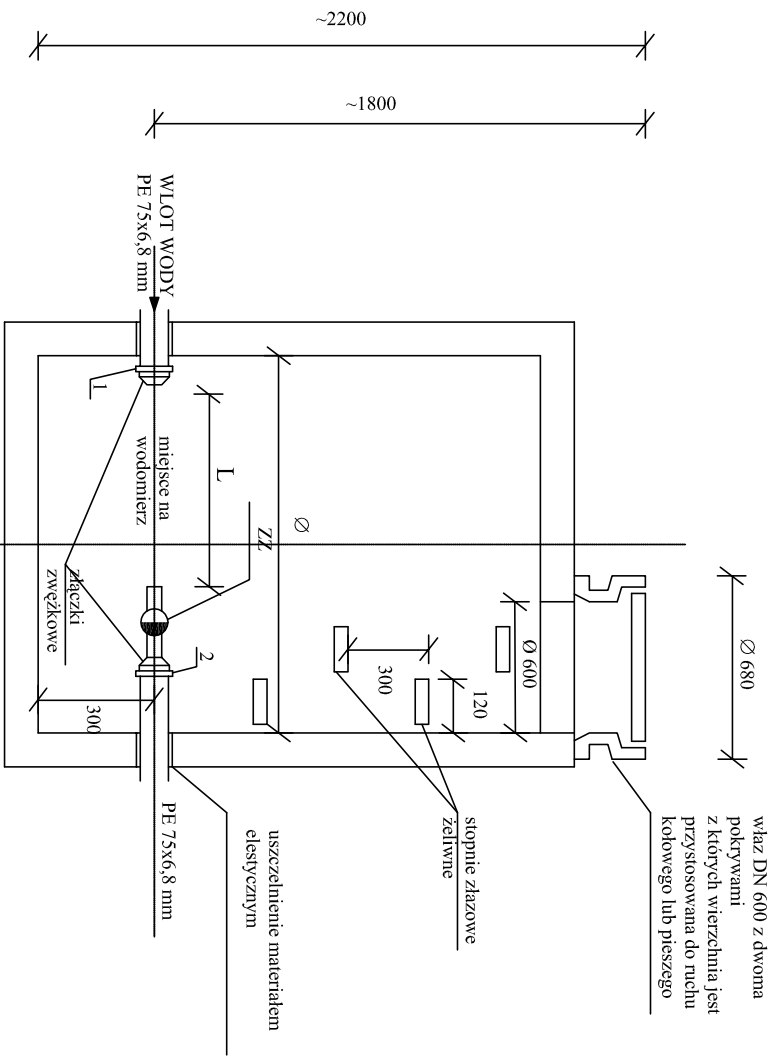 ~2200
~1800
WLOT WODY
PE 75x6,8 mm
1
miejsce na
wodomierz
L
Ø
ZZ
złączki
zwężkowe
2
300
300
120
Ø 600
Ø 680
PE 75x6,8 mm
uszczelnienie materiałem
elestycznym
stopnie złazowe
żeliwne
właz DN 600 z dwoma
pokrywami
z których wierzchnia jest
przystosowana do ruchu
kołowego lub pieszego